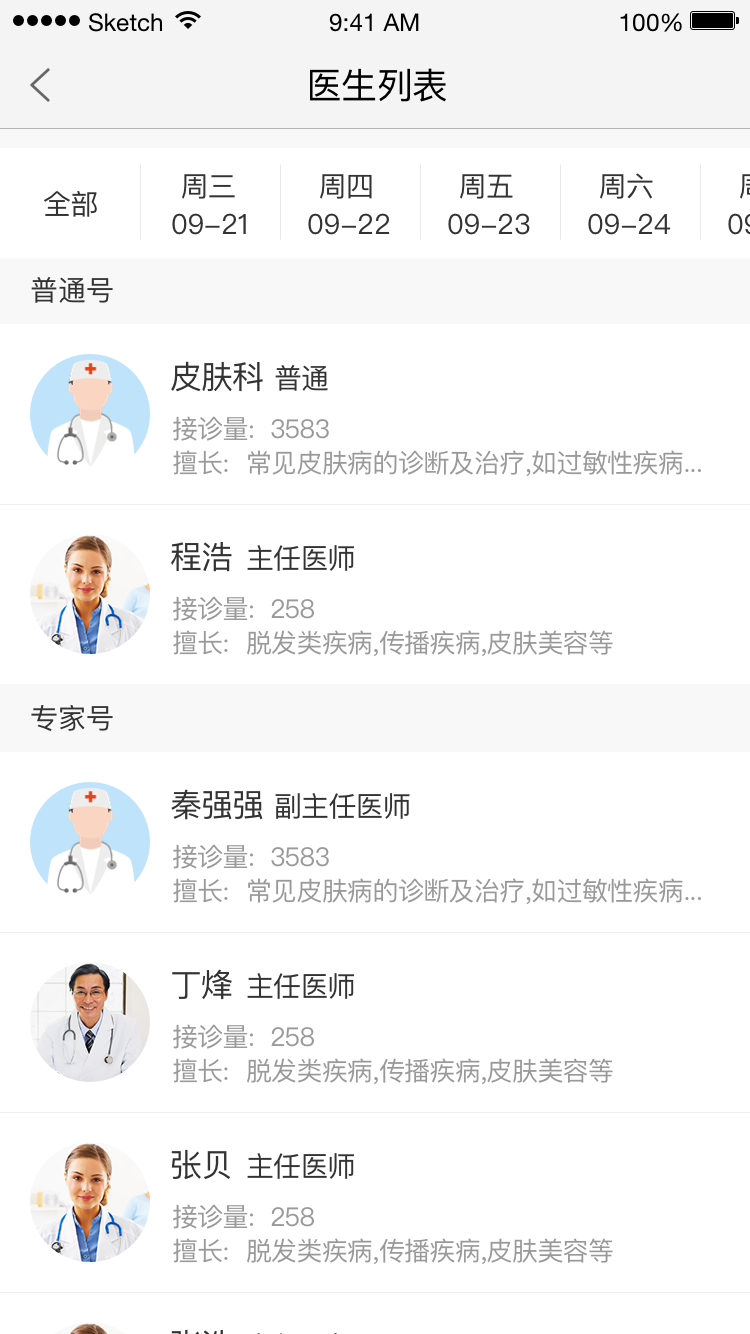 Sketch 9:41 AM 100%
医生列表
全部
周三 周四 周五 周六
09-21 09-22 09-23 09-24
普通号
皮肤科 普通
接诊量: 3583
擅长: 常见皮肤病的诊断及治疗,如过敏性疾病...
程浩 主任医师
接诊量: 258
擅长: 脱发类疾病,传播疾病,皮肤美容等
专家号
秦强强 副主任医师
接诊量: 3583
擅长: 常见皮肤病的诊断及治疗,如过敏性疾病...
丁烽 主任医师
接诊量: 258
擅长: 脱发类疾病,传播疾病,皮肤美容等
张贝 主任医师
接诊量: 258
擅长: 脱发类疾病,传播疾病,皮肤美容等